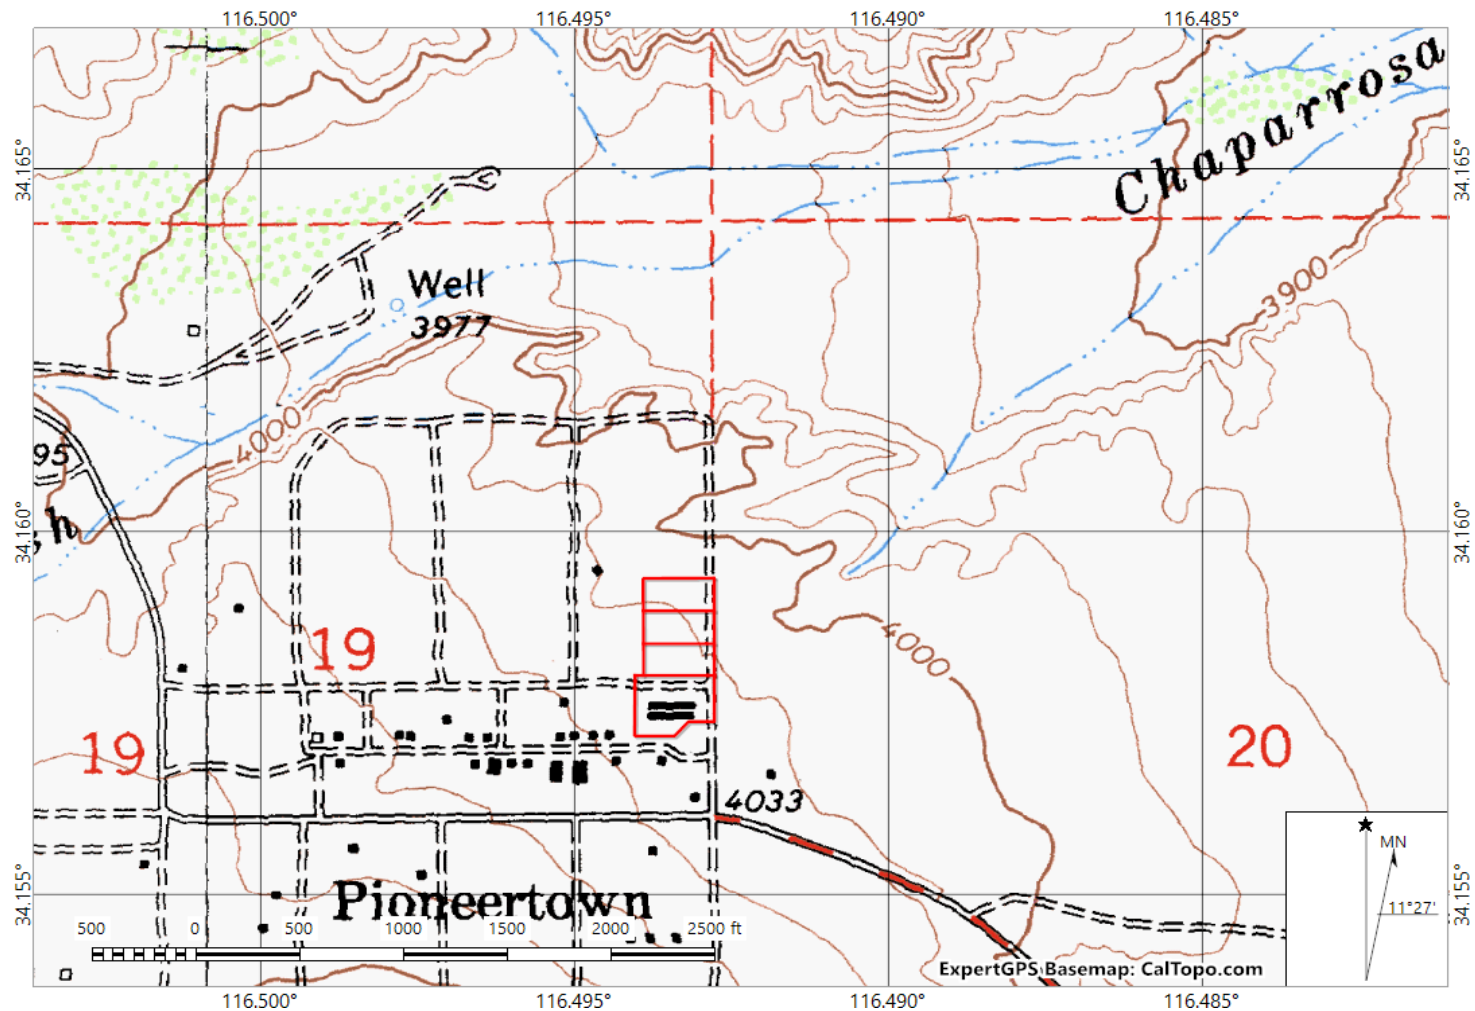 116.500° 116.495° 116.490° 116.485°
Chaparrosa
34.165° 34.165°
Well
3977
3900
4000
95
h
34.160° 34.160°
19
4000
19
20
4033
MN
11°27'
34.155° 34.155°
Pioneertown
500 0 500 1000 1500 2000 2500 ft
ExpertGPS Basemap: CalTopo.com
116.500° 116.495° 116.490° 116.485°